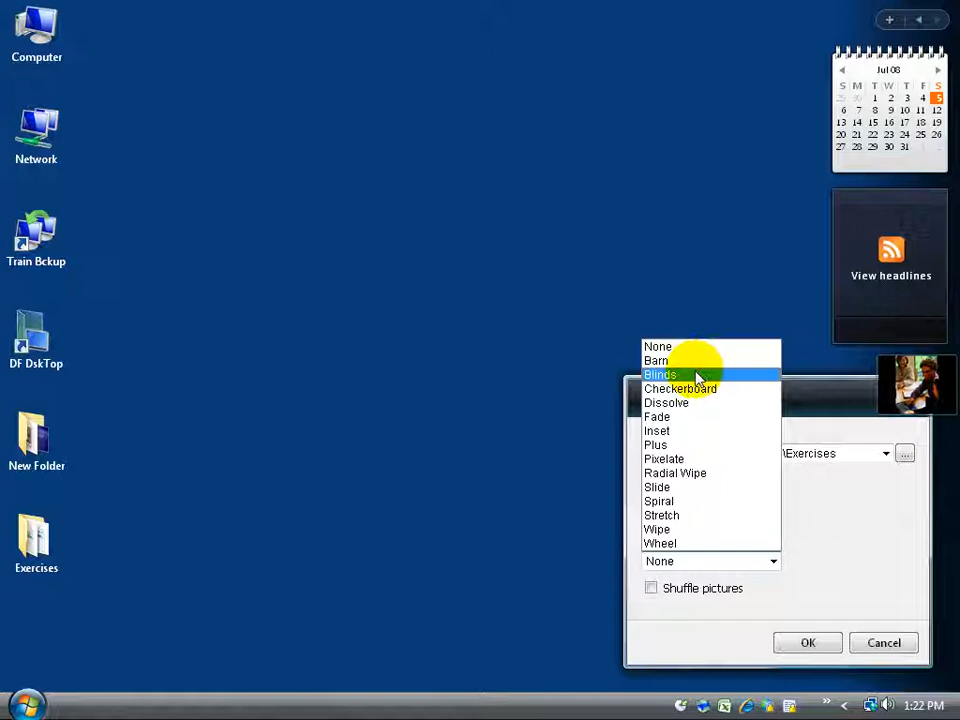 Computer
Network
Train Bckup
DF DskTop
New Folder
Exercises
Jul 08
S M T W T F S
29 30 1 2 3 4 5
6 7 8 9 10 11 12
13 14 15 16 17 18 19
20 21 22 23 24 25 26
27 28 29 30 31
View headlines
None
Barn
Blinds
Checkerboard
Dissolve
Fade
Inset
Plus
Pixelate
Radial Wipe
Slide
Spiral
Stretch
Wipe
Wheel
\Exercises
...
None
Shuffle pictures
OK
Cancel
1:22 PM